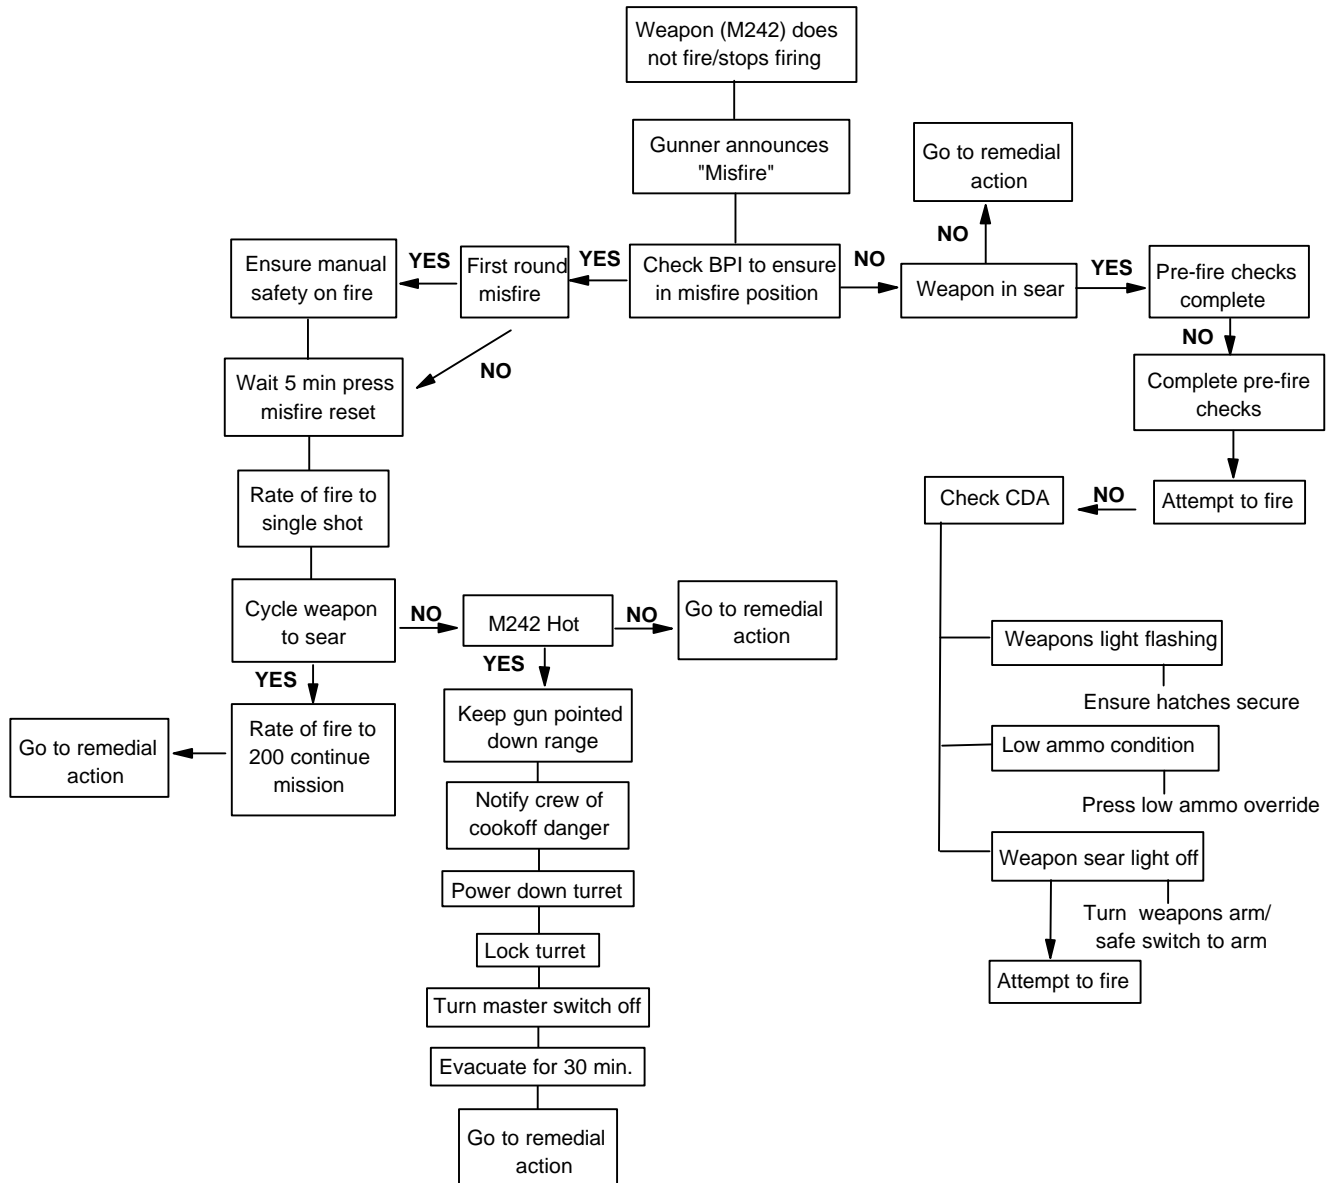 Weapon (M242) does
not fire/stops firing
Gunner announces
"Misfire"
Go to remedial
action
NO
Ensure manual
safety on fire
YES
First round
misfire
YES
Check BPI to ensure
in misfire position
NO
Weapon in sear
YES
Pre-fire checks
complete
NO
NO
Wait 5 min press
misfire reset
Complete pre-fire
checks
Rate of fire to
single shot
Check CDA
NO
Attempt to fire
Cycle weapon
to sear
NO
M242 Hot
NO
Go to remedial
action
YES
YES
Weapons light flashing
Ensure hatches secure
Go to remedial
action
Rate of fire to
200 continue
mission
Keep gun pointed
down range
Low ammo condition
Press low ammo override
Notify crew of
cookoff danger
Weapon sear light off
Power down turret
Turn weapons arm/
safe switch to arm
Lock turret
Attempt to fire
Turn master switch off
Evacuate for 30 min.
Go to remedial
action